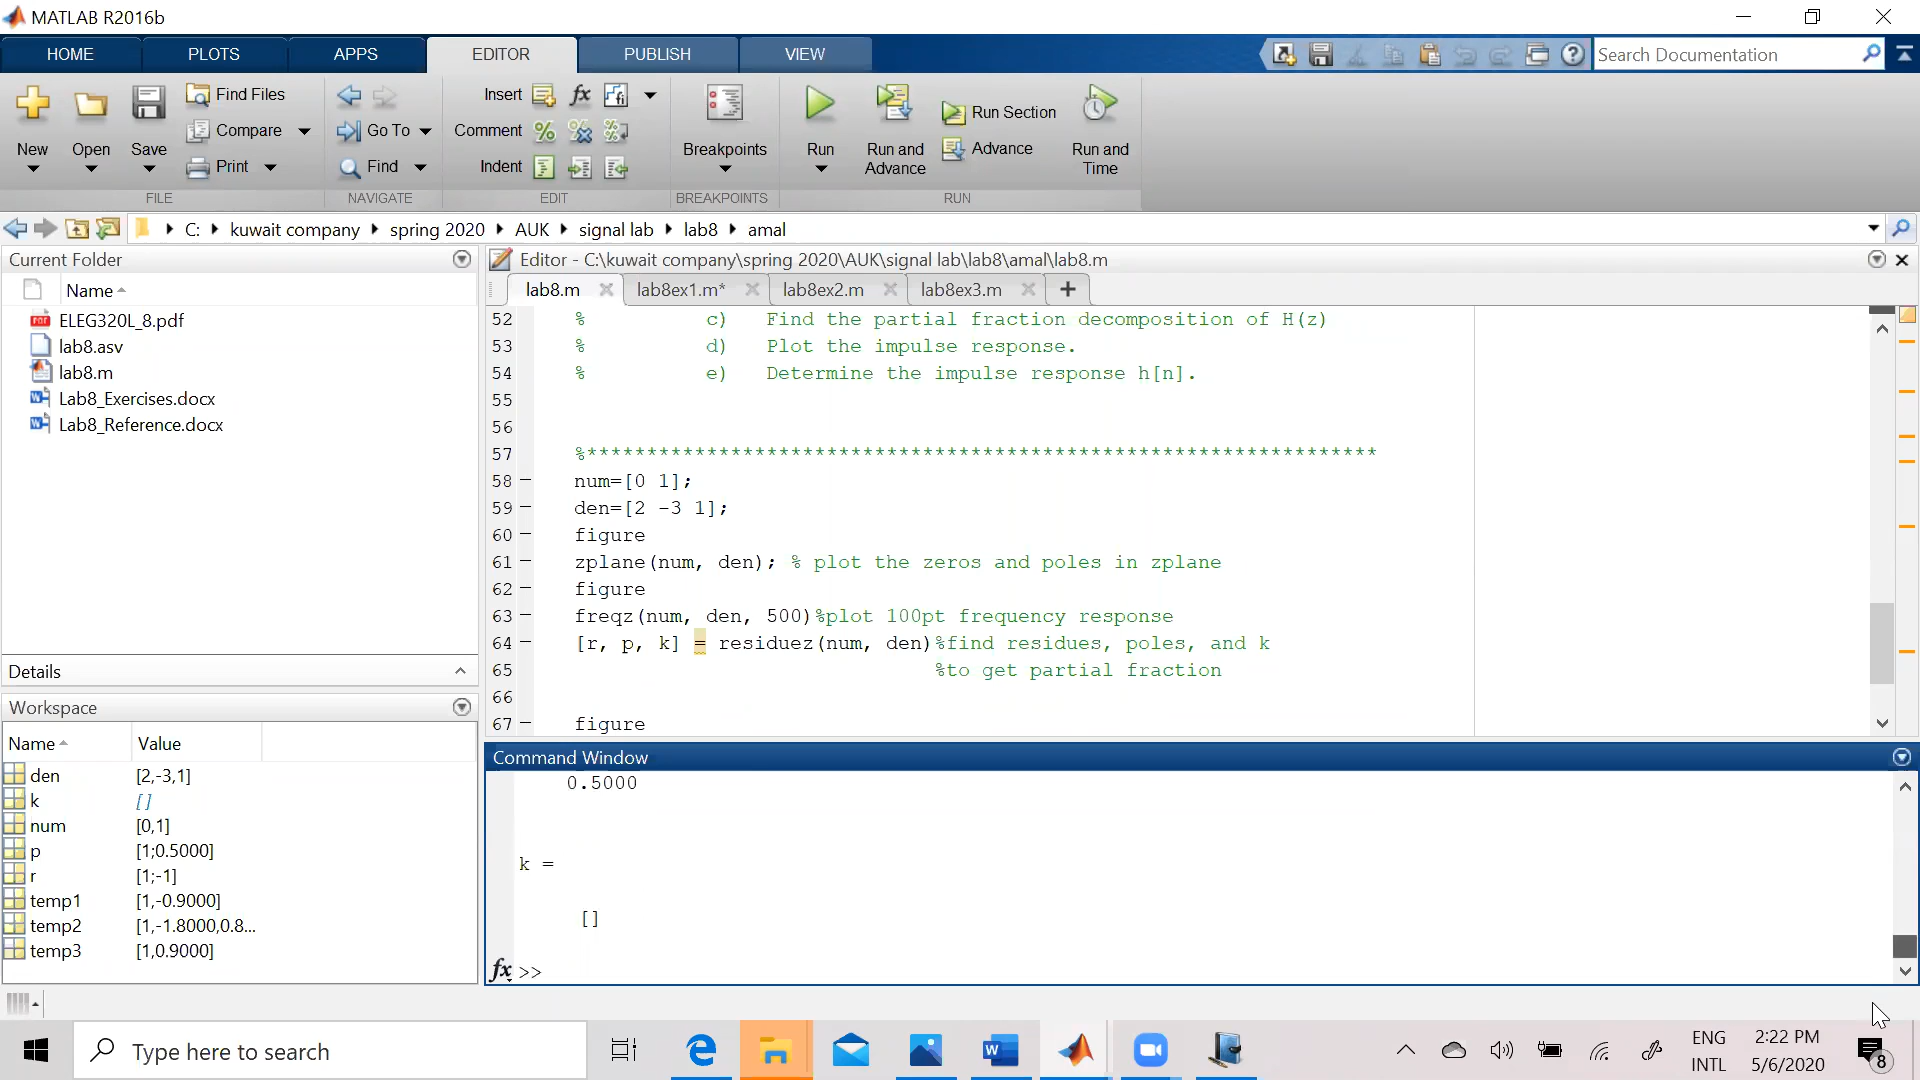 MATLAB R2016b
HOME PLOTS APPS EDITOR PUBLISH VIEW
Search Documentation
New
Open
Save
Find Files
Compare
Print
FILE
Go To
Find
NAVIGATE
Insert
Comment
Indent
EDIT
Breakpoints
BREAKPOINTS
Run
Run and Advance
Run Section
Advance
Run and Time
RUN
C: kuwait company spring 2020 AUK signal lab lab8 amal
Current Folder
Name
ELEG320L_8.pdf
lab8.asv
lab8.m
Lab8_Exercises.docx
Lab8_Reference.docx
Details
Workspace
Name Value
den [2,-3,1]
k []
num [0,1]
p [1;0.5000]
r [1;-1]
temp1 [1,-0.9000]
temp2 [1,-1.8000,0.8...
temp3 [1,0.9000]
Editor - C:\kuwait company\spring 2020\AUK\signal lab\lab8\amal\lab8.m
lab8.m lab8ex1.m* lab8ex2.m lab8ex3.m +
52 % c) Find the partial fraction decomposition of H(z)
53 % d) Plot the impulse response.
54 % e) Determine the impulse response h[n].
55
56
57 %******************************************************************
58 num=[0 1];
59 den=[2 -3 1];
60 figure
61 zplane(num, den); % plot the zeros and poles in zplane
62 figure
63 freqz(num, den, 500)%plot 100pt frequency response
64 [r, p, k] = residuez(num, den)%find residues, poles, and k
65 %to get partial fraction
66
67 figure
Command Window
0.5000
k =
[]
fx >>
Type here to search
ENG
INTL
2:22 PM
5/6/2020
8